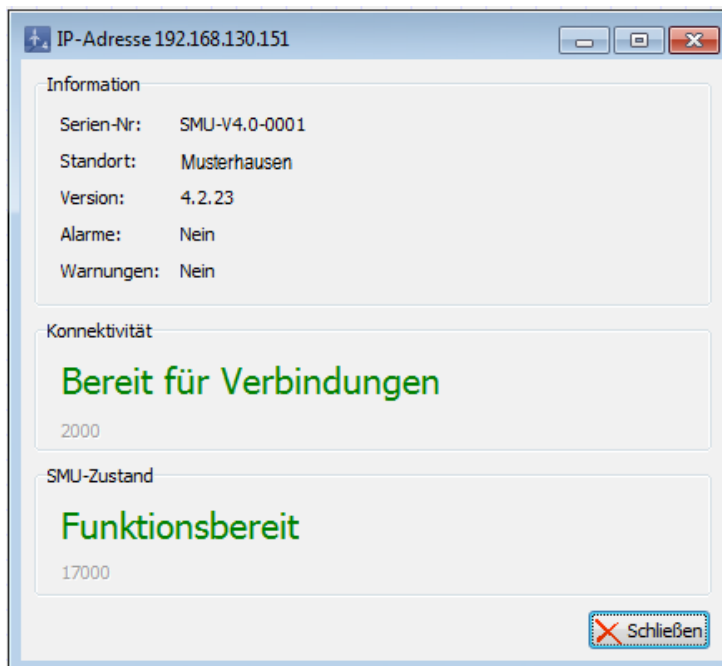 IP-Adresse 192.168.130.151
Information
Serien-Nr: SMU-V4.0-0001
Standort: Musterhausen
Version: 4.2.23
Alarme: Nein
Warnungen: Nein
Konnektivität
Bereit für Verbindungen
2000
SMU-Zustand
Funktionsbereit
17000
Schließen